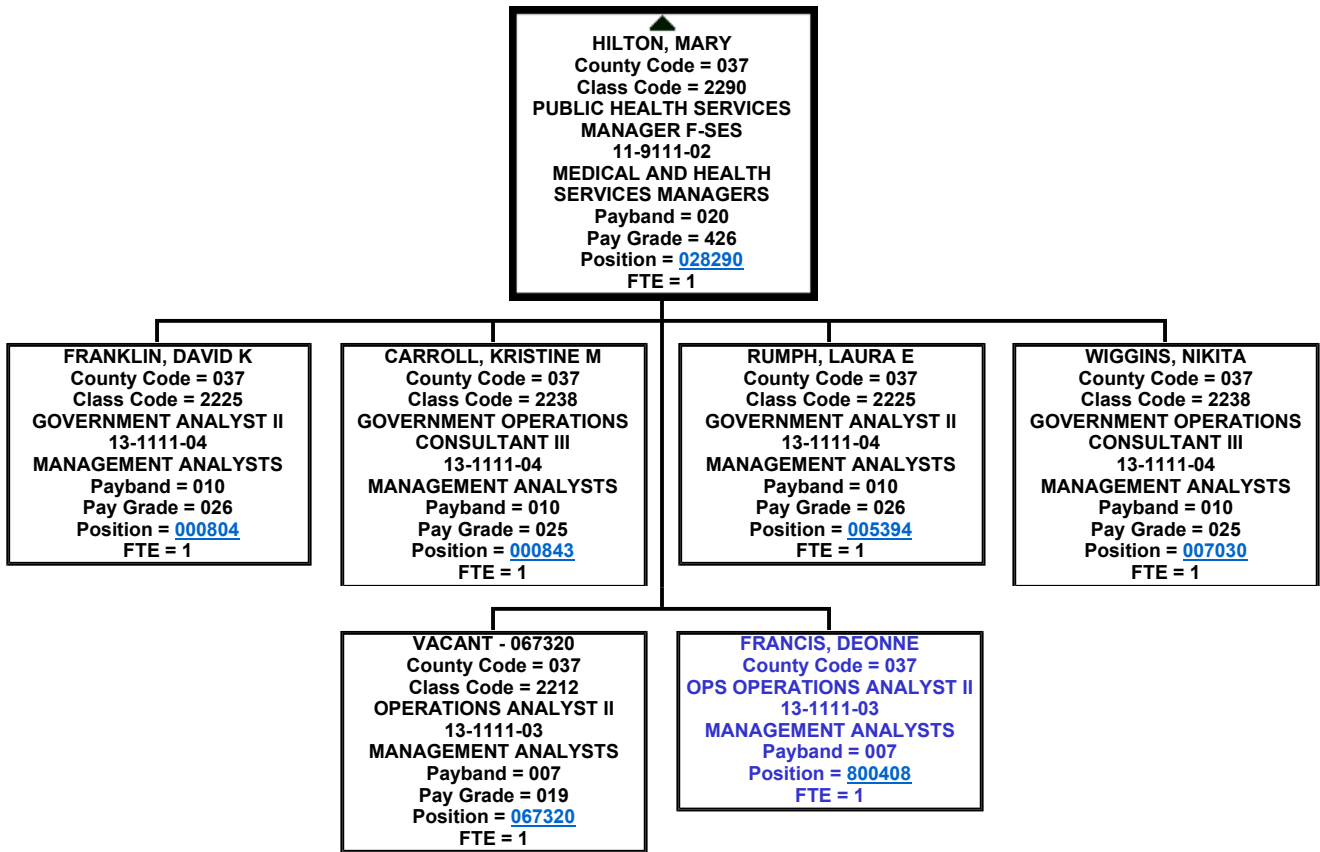 HILTON, MARY
County Code = 037
Class Code = 2290
PUBLIC HEALTH SERVICES
MANAGER F-SES
11-9111-02
MEDICAL AND HEALTH
SERVICES MANAGERS
Payband = 020
Pay Grade = 426
Position = 028290
FTE = 1
FRANKLIN, DAVID K
County Code = 037
Class Code = 2225
GOVERNMENT ANALYST II
13-1111-04
MANAGEMENT ANALYSTS
Payband = 010
Pay Grade = 026
Position = 000804
FTE = 1
CARROLL, KRISTINE M
County Code = 037
Class Code = 2238
GOVERNMENT OPERATIONS
CONSULTANT III
13-1111-04
MANAGEMENT ANALYSTS
Payband = 010
Pay Grade = 025
Position = 000843
FTE = 1
RUMPH, LAURA E
County Code = 037
Class Code = 2225
GOVERNMENT ANALYST II
13-1111-04
MANAGEMENT ANALYSTS
Payband = 010
Pay Grade = 026
Position = 005394
FTE = 1
WIGGINS, NIKITA
County Code = 037
Class Code = 2238
GOVERNMENT OPERATIONS
CONSULTANT III
13-1111-04
MANAGEMENT ANALYSTS
Payband = 010
Pay Grade = 025
Position = 007030
FTE = 1
VACANT - 067320
County Code = 037
Class Code = 2212
OPERATIONS ANALYST II
13-1111-03
MANAGEMENT ANALYSTS
Payband = 007
Pay Grade = 019
Position = 067320
FTE = 1
FRANCIS, DEONNE
County Code = 037
OPS OPERATIONS ANALYST II
13-1111-03
MANAGEMENT ANALYSTS
Payband = 007
Position = 800408
FTE = 1